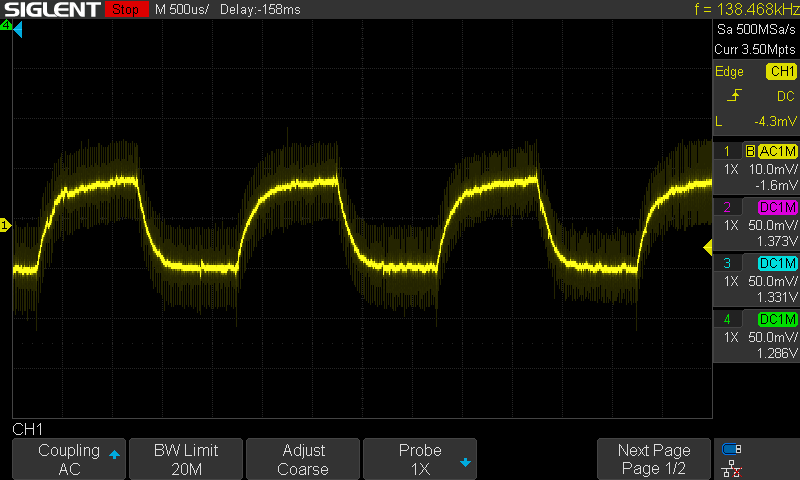 SIGLENT Stop M 500us/ Delay:-158ms f = 138.468kHz
Sa 500MSa/s
Curr 3.50Mpts
4
Edge CH1
DC
L -4.3mV
1 B AC1M
1X 10.0mV/
-1.6mV
2 DC1M
1X 50.0mV/
1.373V
3 DC1M
1X 50.0mV/
1.331V
4 DC1M
1X 50.0mV/
1.286V
1
CH1
Coupling
AC
BW Limit
20M
Adjust
Coarse
Probe
1X
Next Page
Page 1/2